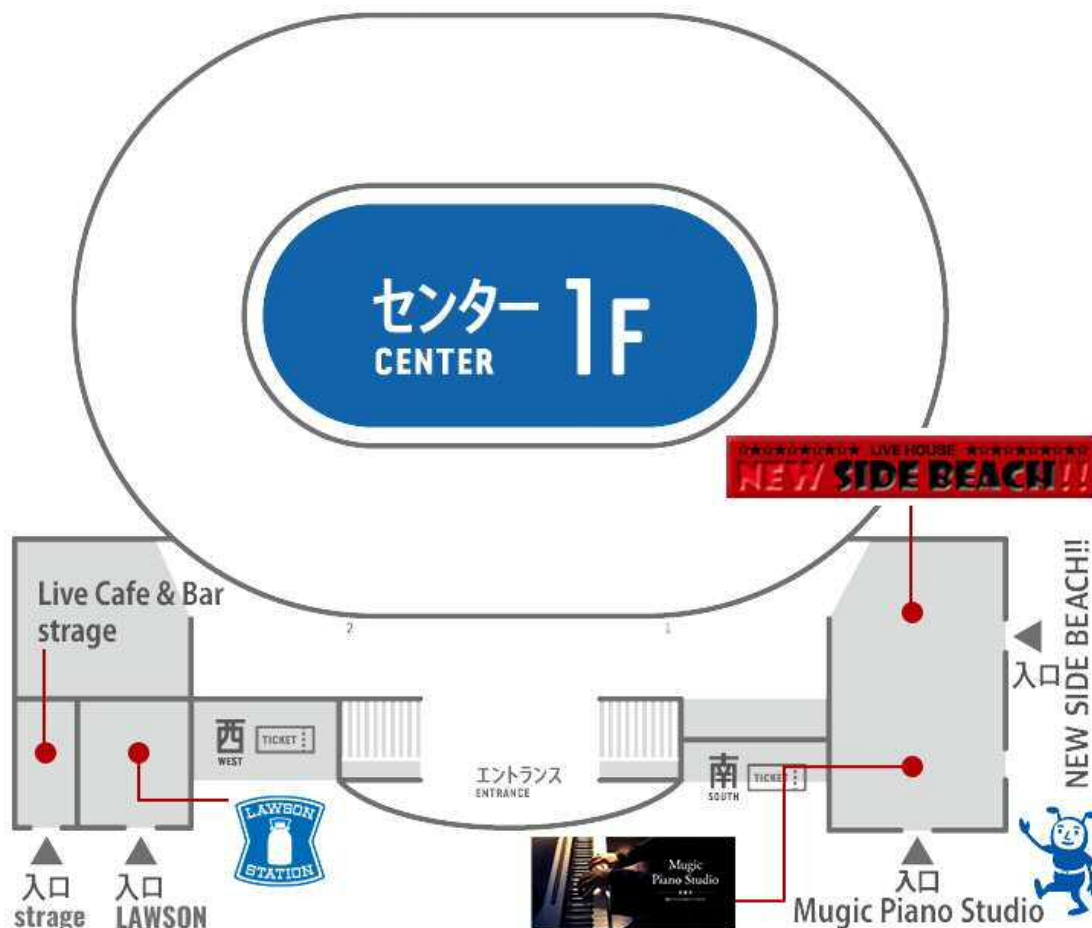 センター
CENTER
1F
☆★☆★☆★☆★☆★ LIVE HOUSE ★☆★☆★☆★☆★☆
NEW SIDE BEACH!!
Live Cafe & Bar
strage
2
1
入口
NEW SIDE BEACH!!
西
WEST
TICKET
エントランス
ENTRANCE
南
SOUTH
TICKET
LAWSON
STATION
Mugic
Piano Studio
入口
strage
入口
LAWSON
入口
Mugic Piano Studio